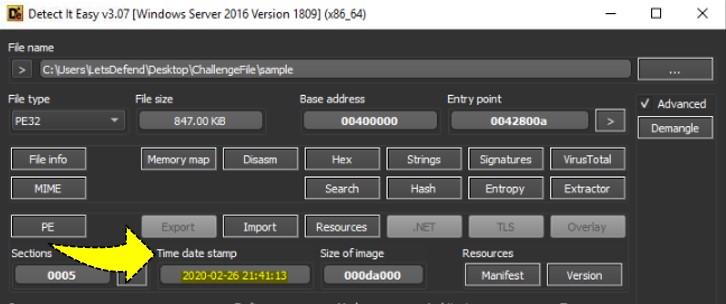 Detect It Easy v3.07 [Windows Server 2016 Version 1809] (x86_64)
File name
> C:\Users\LetsDefend\Desktop\ChallengeFile\sample ...
File type File size Base address Entry point Advanced
PE32 847.00 KiB 00400000 0042800a > Demangle
File info Memory map Disasm Hex Strings Signatures VirusTotal
MIME Search Hash Entropy Extractor
PE Export Import Resources .NET TLS Overlay
Sections Time date stamp Size of image Resources
0005 2020-02-26 21:41:13 000da000 Manifest Version